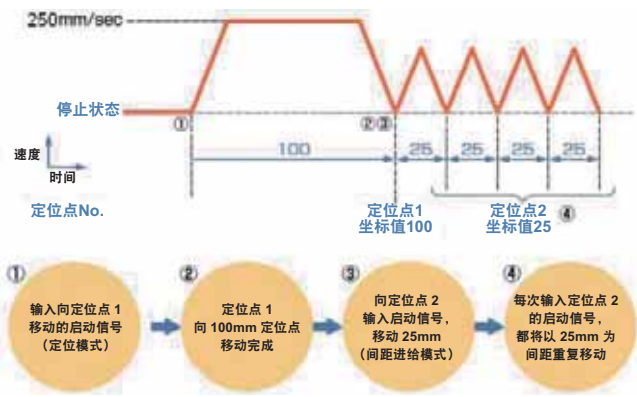 250mm/sec
停止状态
①
②③
100
25
25
25
25
速度
时间
定位点No.
定位点1
坐标值100
定位点2
坐标值25
④
①
输入向定位点 1
移动的启动信号
（定位模式）
②
定位点 1
向 100mm 定位点
移动完成
③
向定位点 2
输入启动信号，
移动 25mm
（间距进给模式）
④
每次输入定位点 2
的启动信号，
都将以 25mm 为
间距重复移动